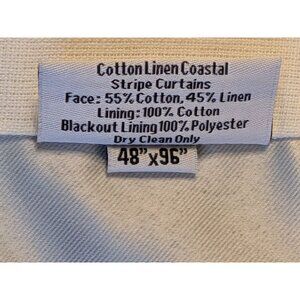 Cotton Linen Coastal
Stripe Curtains
Face: 55% Cotton, 45% Linen
Lining: 100% Cotton
Blackout Lining 100% Polyester
Dry Clean Only
48"x96"